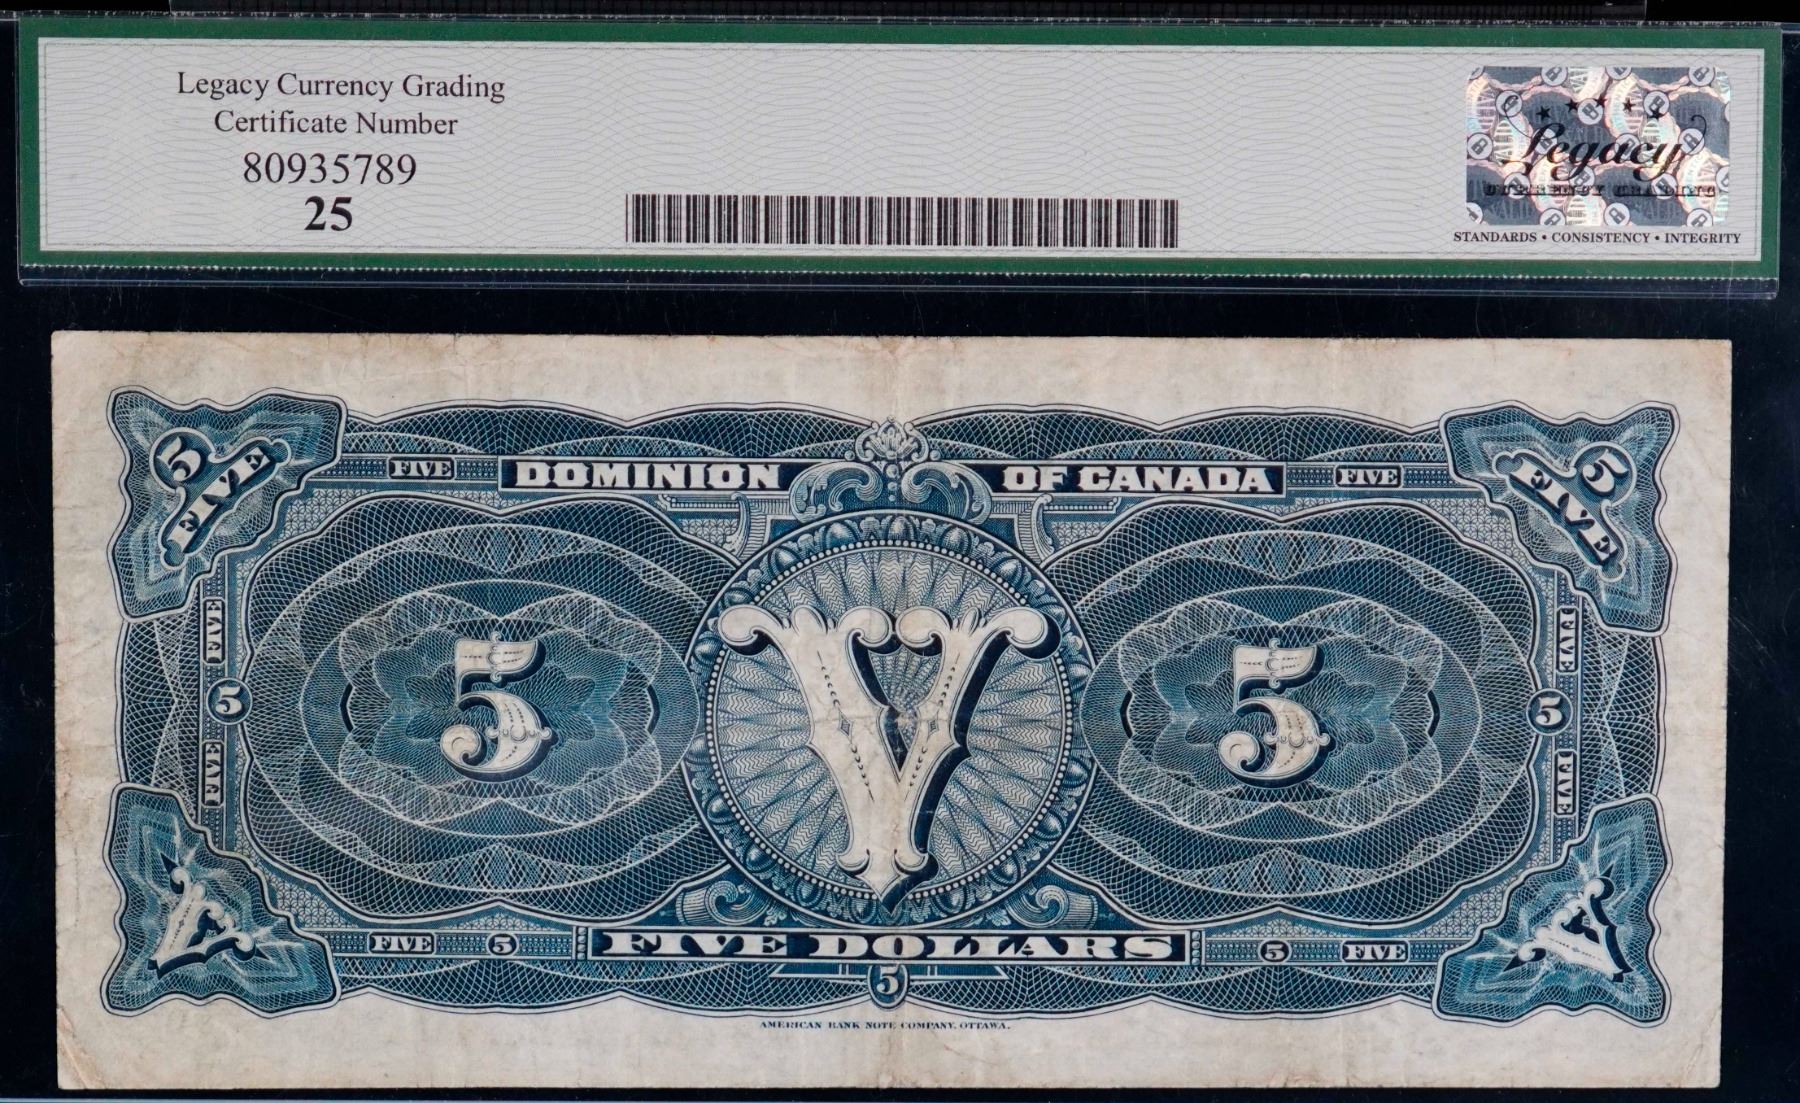 Legacy Currency Grading
Certificate Number
80935789
25
Legacy
CURRENCY GRADING
STANDARDS • CONSISTENCY • INTEGRITY
5 FIVE
FIVE DOMINION OF CANADA FIVE
5 FIVE
FIVE
FIVE
5
5
V
5
5
FIVE
FIVE
V
V
FIVE 5 FIVE DOLLARS 5 FIVE
5
AMERICAN BANK NOTE COMPANY, OTTAWA.